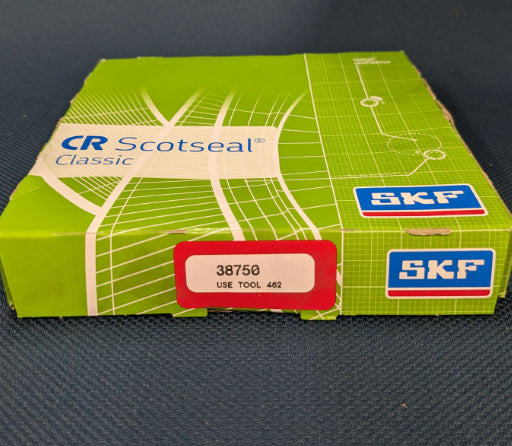 CR Scotseal®
Classic
SKF
SKF
38750
USE TOOL 462